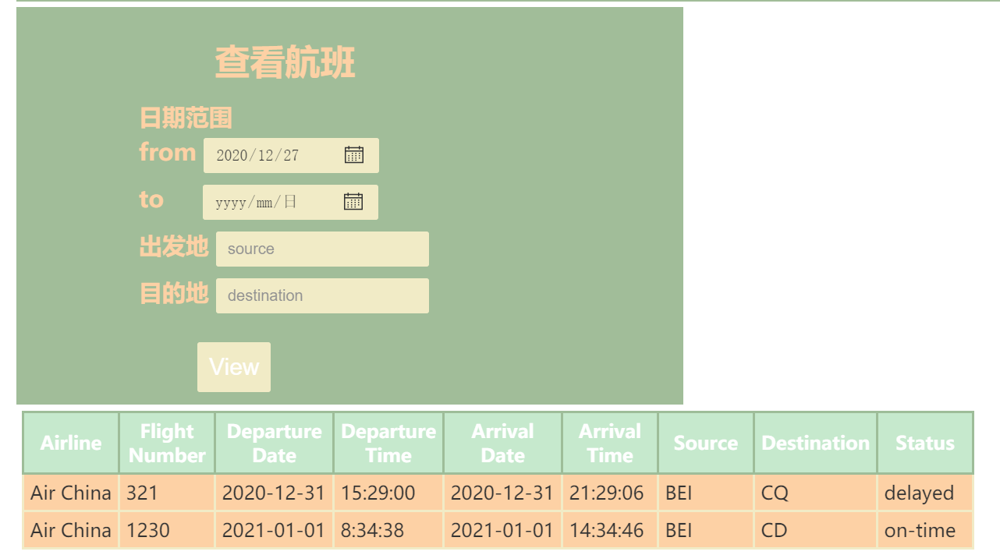 查看航班
日期范围
from 2020/12/27
to yyyy/mm/日
出发地 source
目的地 destination
View
Airline Flight Number Departure Date Departure Time Arrival Date Arrival Time Source Destination Status
Air China 321 2020-12-31 15:29:00 2020-12-31 21:29:06 BEI CQ delayed
Air China 1230 2021-01-01 8:34:38 2021-01-01 14:34:46 BEI CD on-time